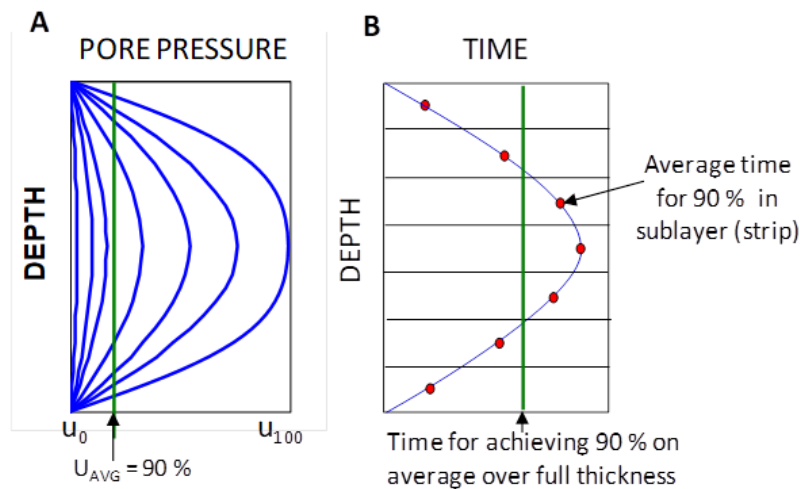 A
PORE PRESSURE
DEPTH
u0
u100
UAVG = 90 %
B
TIME
DEPTH
Average time
for 90 % in
sublayer (strip)
Time for achieving 90 % on
average over full thickness